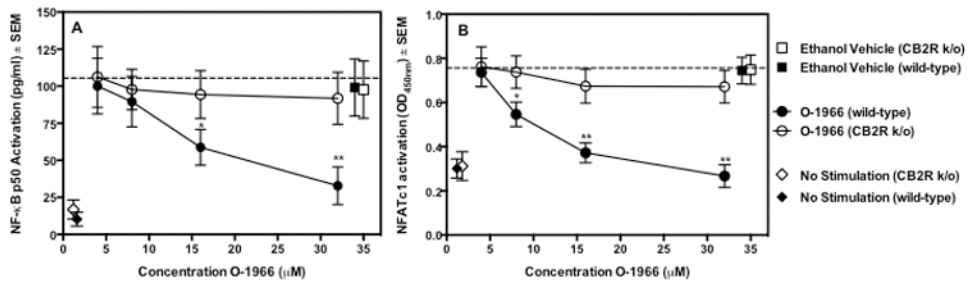 A
NF-κB p50 Activation (pg/ml) ± SEM
150
125
100
75
50
25
0
*
**
0 5 10 15 20 25 30 35
Concentration O-1966 (μM)
B
NFATc1 activation (OD450nm) ± SEM
1.0
0.8
0.6
0.4
0.2
0.0
*
**
**
0 5 10 15 20 25 30 35
Concentration O-1966 (μM)
Ethanol Vehicle (CB2R k/o)
Ethanol Vehicle (wild-type)
O-1966 (wild-type)
O-1966 (CB2R k/o)
No Stimulation (CB2R k/o)
No Stimulation (wild-type)